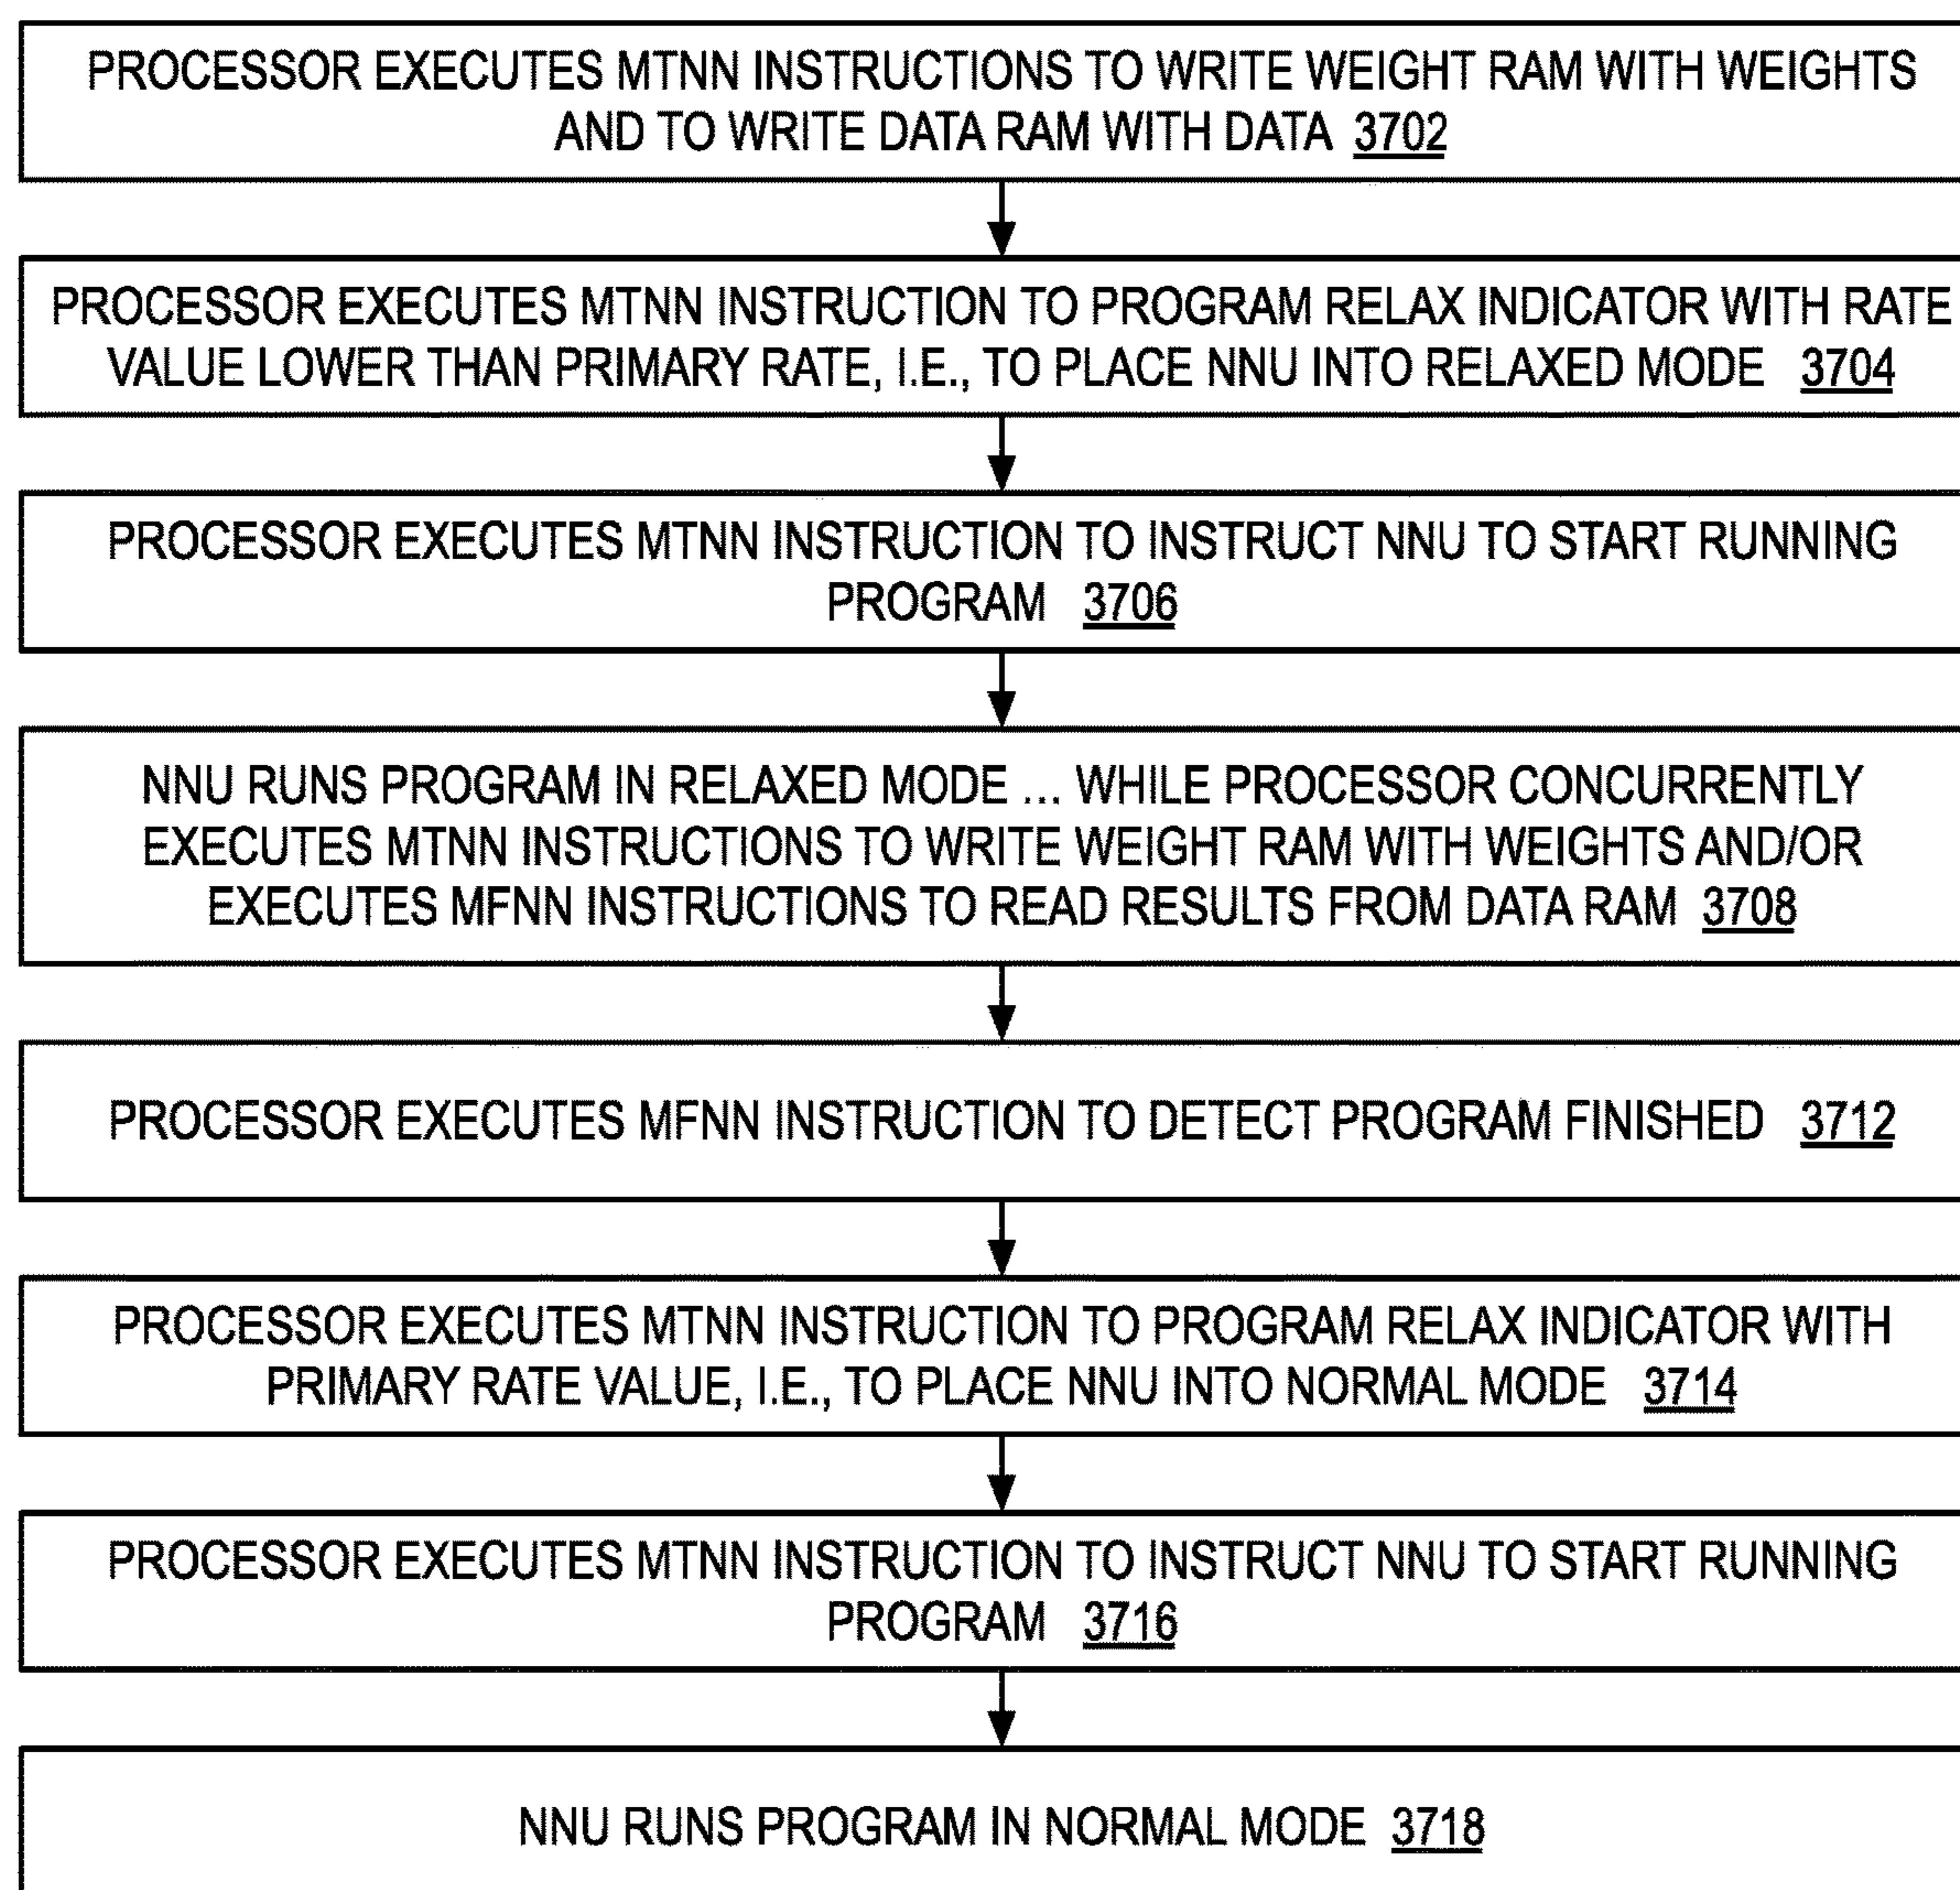 PROCESSOR EXECUTES MTNN INSTRUCTIONS TO WRITE WEIGHT RAM WITH WEIGHTS
AND TO WRITE DATA RAM WITH DATA 3702
PROCESSOR EXECUTES MTNN INSTRUCTION TO PROGRAM RELAX INDICATOR WITH RATE
VALUE LOWER THAN PRIMARY RATE, I.E., TO PLACE NNU INTO RELAXED MODE 3704
PROCESSOR EXECUTES MTNN INSTRUCTION TO INSTRUCT NNU TO START RUNNING
PROGRAM 3706
NNU RUNS PROGRAM IN RELAXED MODE ... WHILE PROCESSOR CONCURRENTLY
EXECUTES MTNN INSTRUCTIONS TO WRITE WEIGHT RAM WITH WEIGHTS AND/OR
EXECUTES MFNN INSTRUCTIONS TO READ RESULTS FROM DATA RAM 3708
PROCESSOR EXECUTES MFNN INSTRUCTION TO DETECT PROGRAM FINISHED 3712
PROCESSOR EXECUTES MTNN INSTRUCTION TO PROGRAM RELAX INDICATOR WITH
PRIMARY RATE VALUE, I.E., TO PLACE NNU INTO NORMAL MODE 3714
PROCESSOR EXECUTES MTNN INSTRUCTION TO INSTRUCT NNU TO START RUNNING
PROGRAM 3716
NNU RUNS PROGRAM IN NORMAL MODE 3718